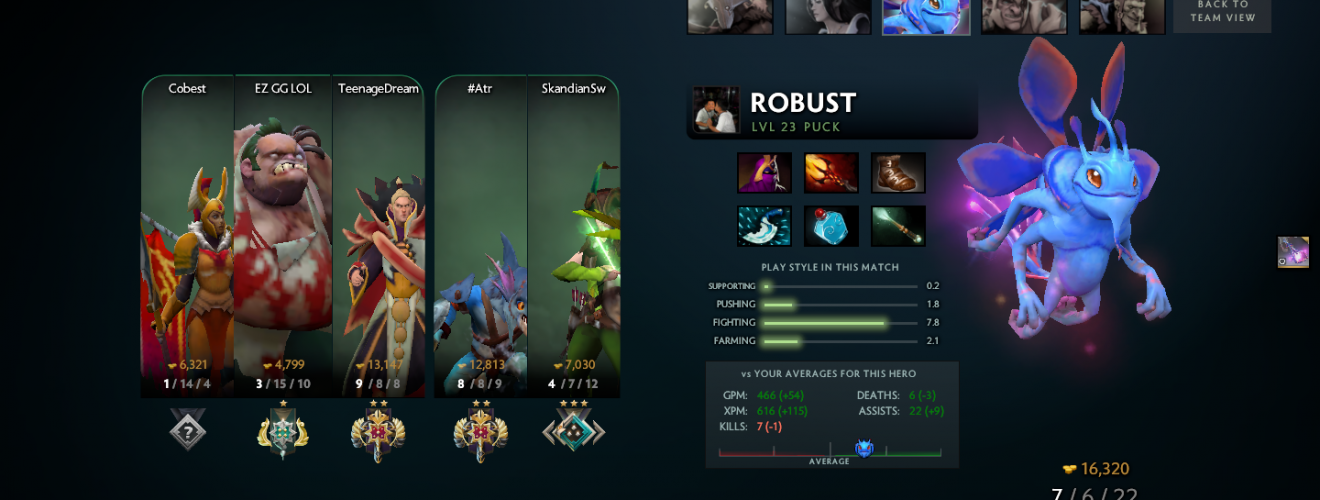 BACK TO
TEAM VIEW
Cobest
EZ GG LOL
TeenageDream
#Atr
SkandianSw
ROBUST
LVL 23 PUCK
PLAY STYLE IN THIS MATCH
SUPPORTING 0.2
PUSHING 1.8
FIGHTING 7.8
FARMING 2.1
6,321
4,799
13,147
12,813
7,030
1 / 14 / 4
3 / 15 / 10
9 / 8 / 8
8 / 8 / 9
4 / 7 / 12
?
vs YOUR AVERAGES FOR THIS HERO
GPM: 466 (+54) DEATHS: 6 (-3)
XPM: 616 (+115) ASSISTS: 22 (+9)
KILLS: 7 (-1)
AVERAGE
16,320
7 / 6 / 22